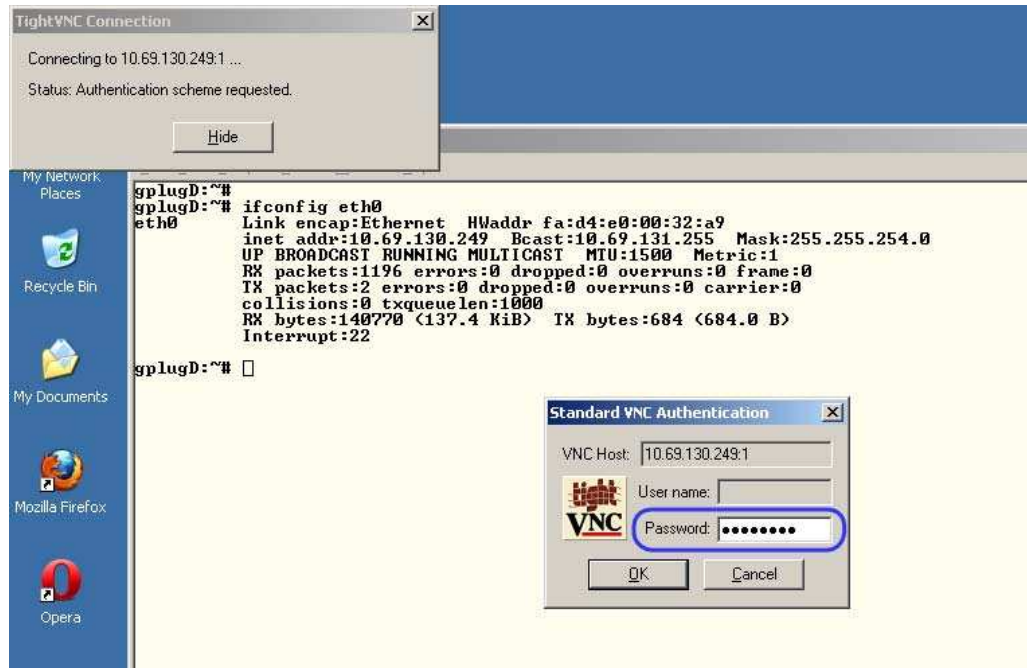 TightVNC Connection
Connecting to 10.69.130.249:1 ...
Status: Authentication scheme requested.
Hide
My Network
Places
Recycle Bin
My Documents
Mozilla Firefox
Opera
gplugD:~#
gplugD:~# ifconfig eth0
eth0 Link encap:Ethernet HWaddr fa:d4:e0:00:32:a9
inet addr:10.69.130.249 Bcast:10.69.131.255 Mask:255.255.254.0
UP BROADCAST RUNNING MULTICAST MTU:1500 Metric:1
RX packets:1196 errors:0 dropped:0 overruns:0 frame:0
TX packets:2 errors:0 dropped:0 overruns:0 carrier:0
collisions:0 txqueuelen:1000
RX bytes:140770 (137.4 KiB) TX bytes:684 (684.0 B)
Interrupt:22
gplugD:~#
Standard VNC Authentication
VNC Host: 10.69.130.249:1
tight
VNC
User name:
Password: ●●●●●●●●
OK Cancel